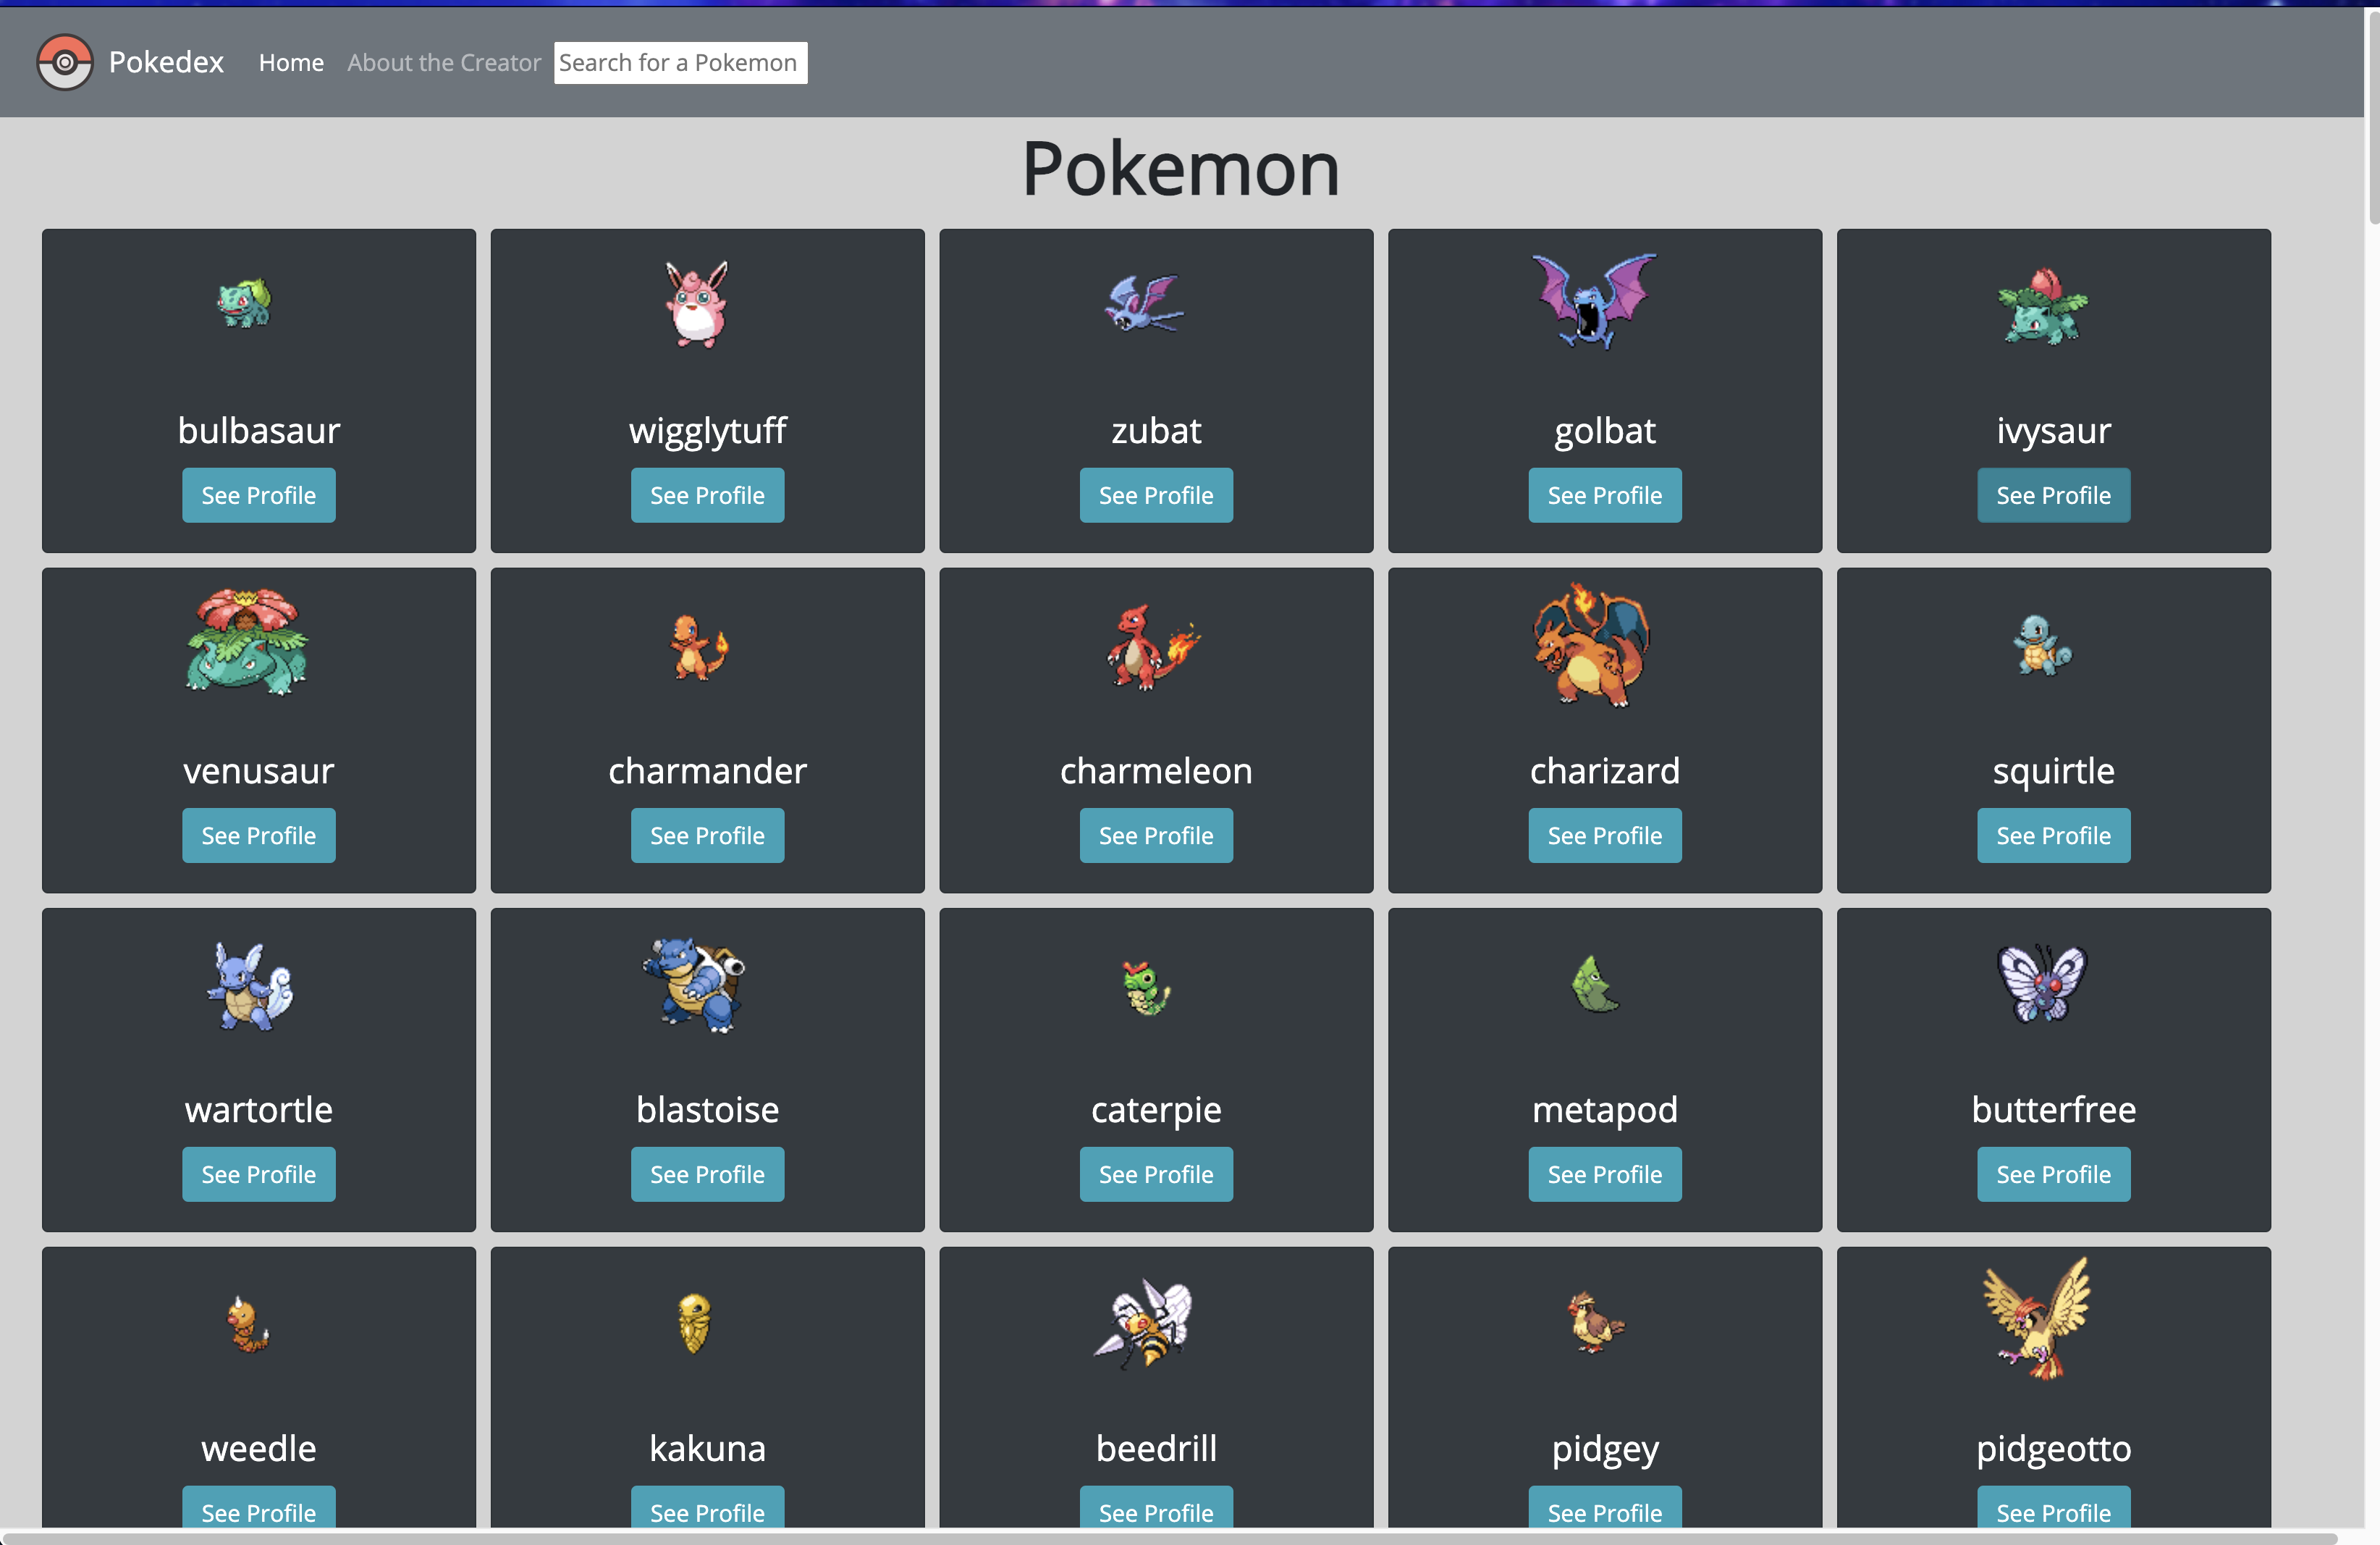 Pokedex Home About the Creator Search for a Pokemon
Pokemon
bulbasaur wigglytuff zubat golbat ivysaur
See Profile See Profile See Profile See Profile See Profile
venusaur charmander charmeleon charizard squirtle
See Profile See Profile See Profile See Profile See Profile
wartortle blastoise caterpie metapod butterfree
See Profile See Profile See Profile See Profile See Profile
weedle kakuna beedrill pidgey pidgeotto
See Profile See Profile See Profile See Profile See Profile